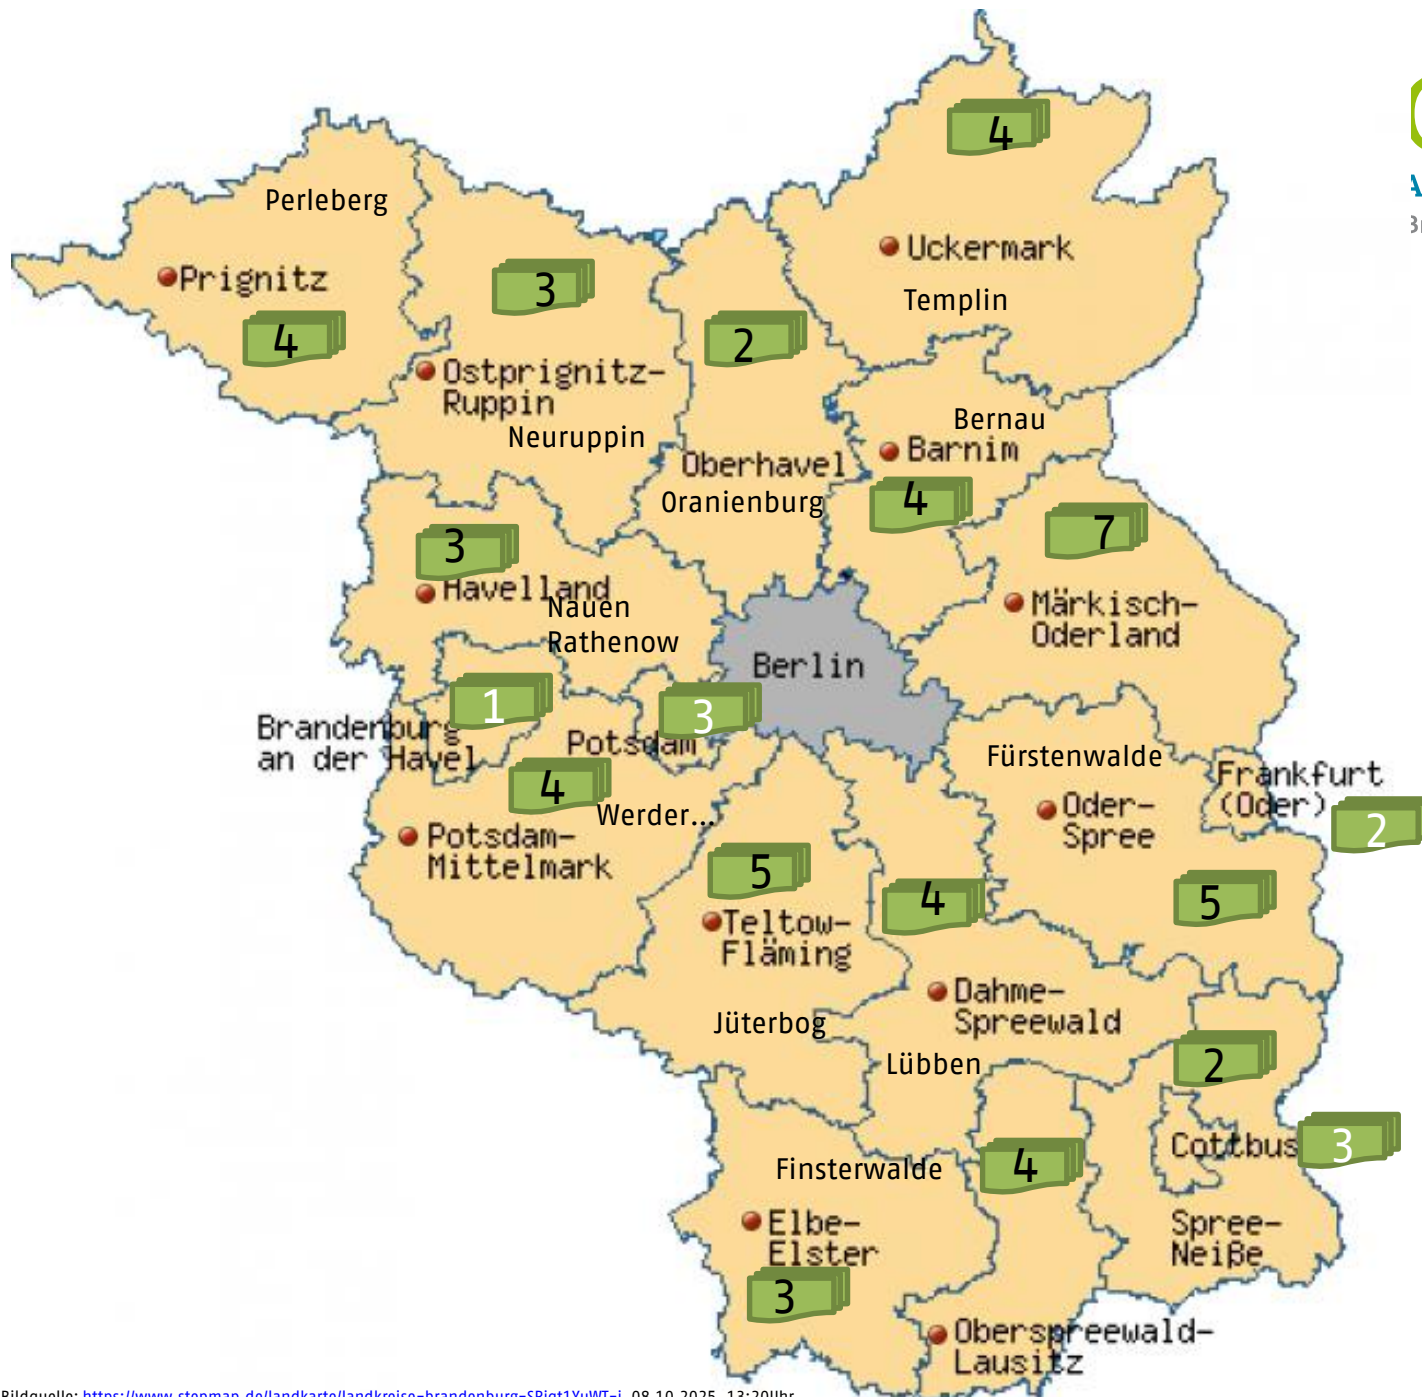 4
Perleberg
Uckermark
Prignitz
3
Templin
4
2
Ostprignitz-
Ruppin
Bernau
Neuruppin
Barnim
Oberhavel
Oranienburg
4
7
3
Havelland
Nauen
Rathenow
Märkisch-
Oderland
Berlin
1
3
Brandenburg
an der Havel
Potsdam
Fürstenwalde
Frankfurt
(Oder)
2
4
Werder...
Oder-
Spree
Potsdam-
Mittelmark
5
4
5
Teltow-
Fläming
Dahme-
Spreewald
Jüterbog
Lübben
2
Cottbus
3
Finsterwalde
4
Elbe-
Elster
Spree-
Neiße
3
Oberspreewald-
Lausitz